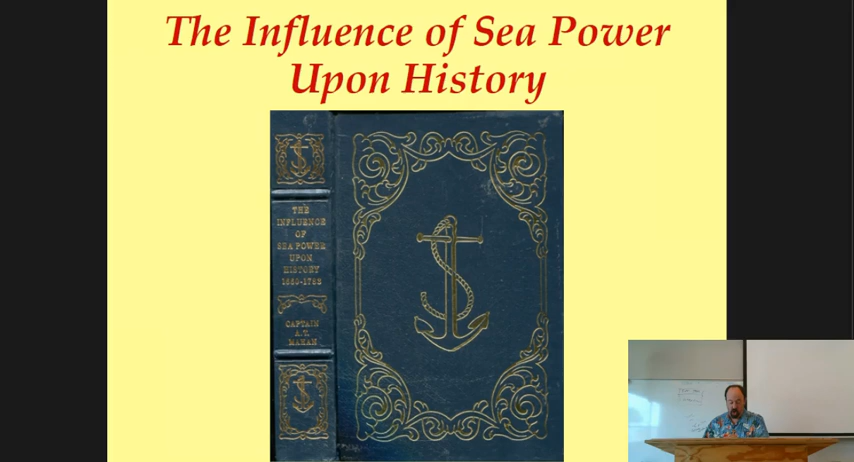 The Influence of Sea Power
Upon History
THE
INFLUENCE
OF
SEA POWER
UPON
HISTORY
1660-1783
CAPTAIN
A.T.
MAHAN